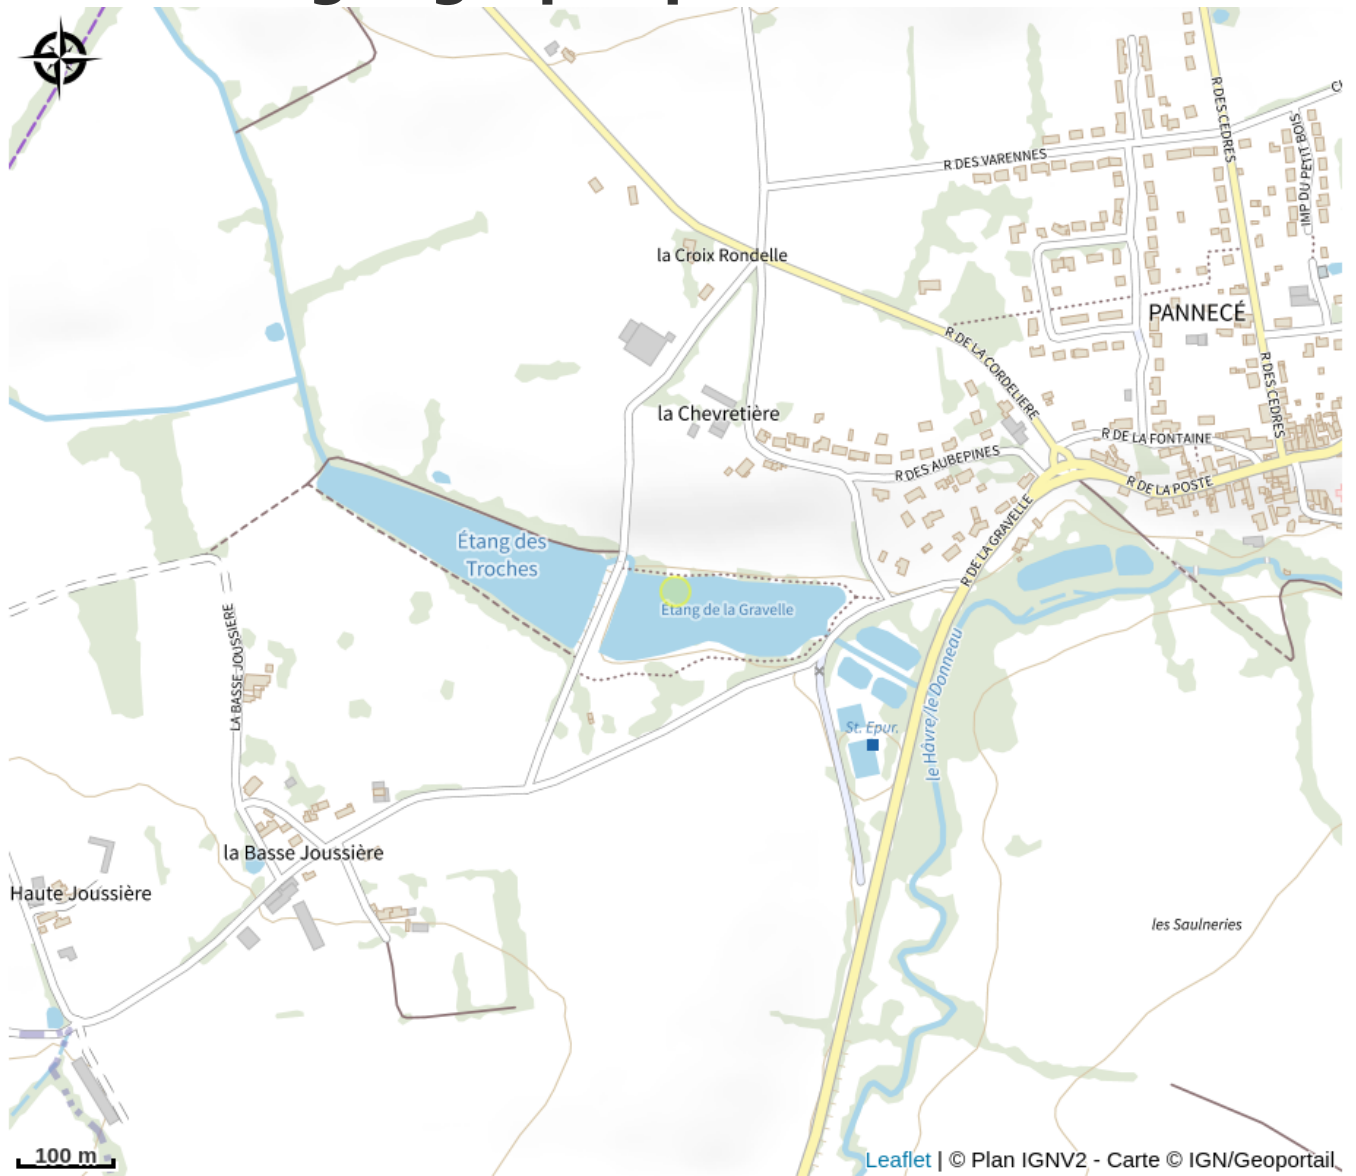 R DES CEDRES
R DES VARENNES
IMP DU PETIT BOIS
la Croix Rondelle
PANNECÉ
R DE LA CORDELIERE
R DES CEDRES
la Chevretière
R DE LA FONTAINE
R DES AUBEPINES
R DE LA POSTE
Étang des
Troches
R DE LA GRAVELLE
Etang de la Gravelle
LA BASSE JOUSSIERE
le Hâvre/le Donneau
St. Epur.
la Basse Joussière
Haute Joussière
les Saulneries
100 m
Leaflet | © Plan IGNV2 - Carte © IGN/Geoportail